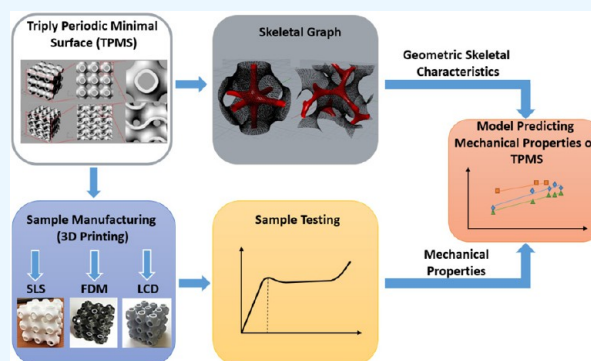 Triply Periodic Minimal
Surface (TPMS)
Skeletal Graph
Geometric Skeletal
Characteristics
Model Predicting
Mechanical Properties o
TPMS
Sample Manufacturing
(3D Printing)
SLS FDM LCD
Sample Testing
Mechanical
Properties